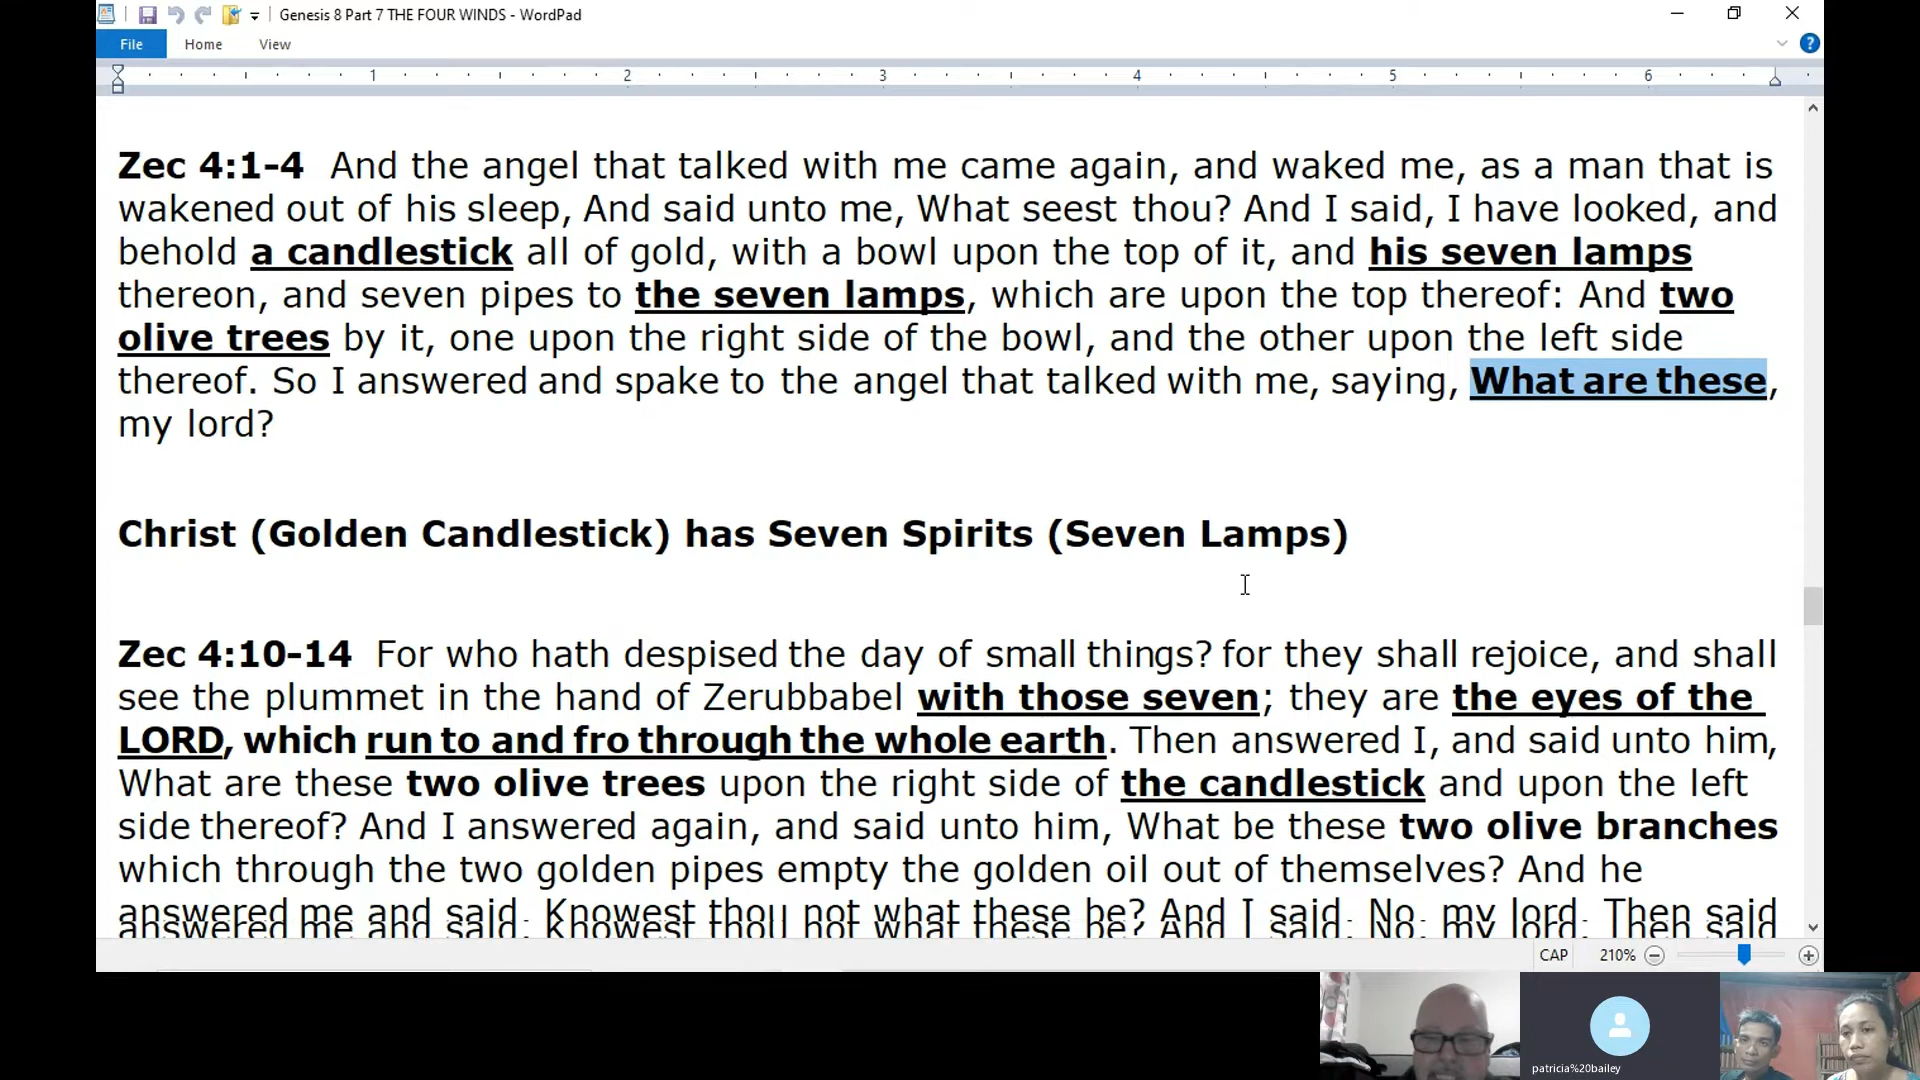 Genesis 8 Part 7 THE FOUR WINDS - WordPad
File Home View
1 2 3 4 5 6
Zec 4:1-4 And the angel that talked with me came again, and waked me, as a man that is
wakened out of his sleep, And said unto me, What seest thou? And I said, I have looked, and
behold a candlestick all of gold, with a bowl upon the top of it, and his seven lamps
thereon, and seven pipes to the seven lamps, which are upon the top thereof: And two
olive trees by it, one upon the right side of the bowl, and the other upon the left side
thereof. So I answered and spake to the angel that talked with me, saying, What are these,
my lord?
Christ (Golden Candlestick) has Seven Spirits (Seven Lamps)
Zec 4:10-14 For who hath despised the day of small things? for they shall rejoice, and shall
see the plummet in the hand of Zerubbabel with those seven; they are the eyes of the
LORD, which run to and fro through the whole earth. Then answered I, and said unto him,
What are these two olive trees upon the right side of the candlestick and upon the left
side thereof? And I answered again, and said unto him, What be these two olive branches
which through the two golden pipes empty the golden oil out of themselves? And he
answered me and said, Knowest thou not what these be? And I said, No, my lord. Then said
CAP 210%
patricia%20bailey